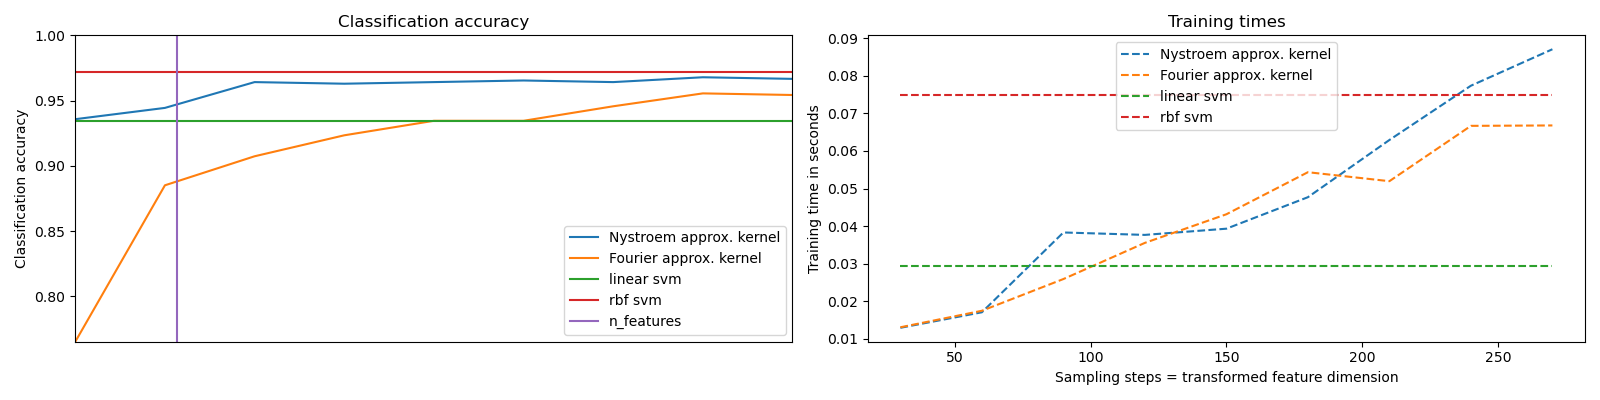 Classification accuracy
Classification accuracy
1.00
0.95
0.90
0.85
0.80
Nystroem approx. kernel
Fourier approx. kernel
linear svm
rbf svm
n_features
Training times
Training time in seconds
0.09
0.08
0.07
0.06
0.05
0.04
0.03
0.02
0.01
Nystroem approx. kernel
Fourier approx. kernel
linear svm
rbf svm
50 100 150 200 250
Sampling steps = transformed feature dimension